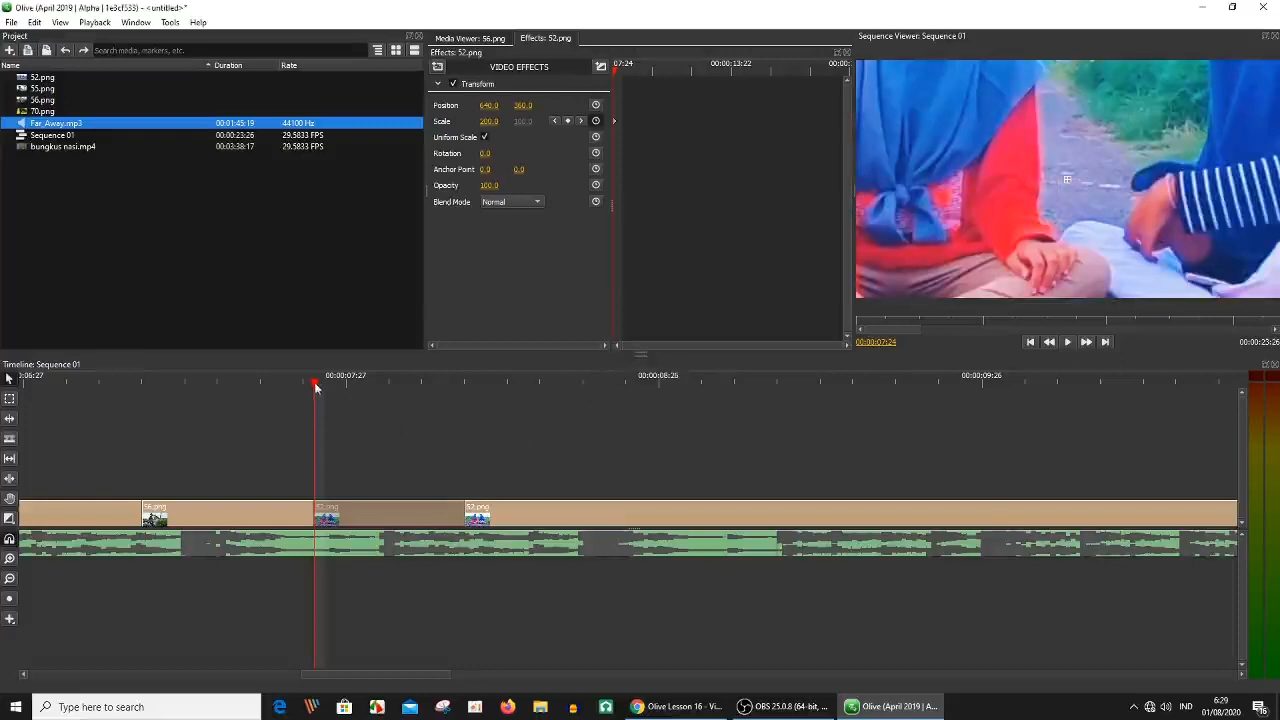 Olive (April 2019 | Alpha | 1e3cf533) - <untitled>*
File Edit View Playback Window Tools Help
Project
Search media, markers, etc.
Name Duration Rate
52.png
55.png
56.png
70.png
Far_Away.mp3 00:01:45:19 44100 Hz
Sequence 01 00:00:23:26 29.5833 FPS
bungkus nasi.mp4 00:03:38:17 29.5833 FPS
Media Viewer: 56.png Effects: 52.png
Effects: 52.png
VIDEO EFFECTS
Transform
Position 640.0 360.0
Scale 200.0 100.0
Uniform Scale
Rotation 0.0
Anchor Point 0.0 0.0
Opacity 100.0
Blend Mode Normal
07:24 00:00:13:22 00:00:
Sequence Viewer: Sequence 01
00:00:07:24 00:00:23:26
Timeline: Sequence 01
0:06:27 00:00:07:27 00:00:08:26 00:00:09:26
56.png 52.png 52.png
Type here to search
Olive Lesson 16 - Vi...
OBS 25.0.8 (64-bit, ...
Olive (April 2019 | A...
IND
6:29
01/08/2020